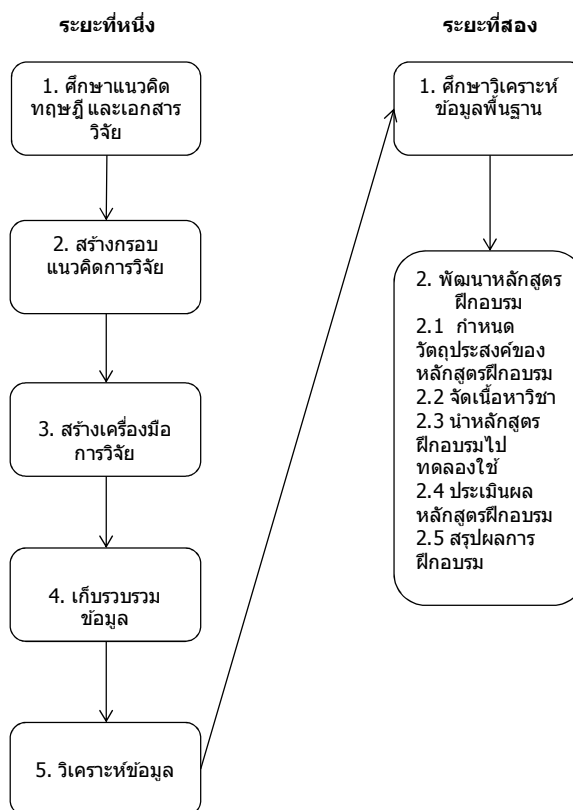 ระยะที่หนึ่ง
1. ศึกษาแนวคิด
ทฤษฎี และเอกสาร
วิจัย
2. สร้างกรอบ
แนวคิดการวิจัย
3. สร้างเครื่องมือ
การวิจัย
4. เก็บรวบรวม
ข้อมูล
5. วิเคราะห์ข้อมูล
ระยะที่สอง
1. ศึกษาวิเคราะห์
ข้อมูลพื้นฐาน
2. พัฒนาหลักสูตร
ฝึกอบรม
2.1 กำหนด
วัตถุประสงค์ของ
หลักสูตรฝึกอบรม
2.2 จัดเนื้อหาวิชา
2.3 นำหลักสูตร
ฝึกอบรมไป
ทดลองใช้
2.4 ประเมินผล
หลักสูตรฝึกอบรม
2.5 สรุปผลการ
ฝึกอบรม